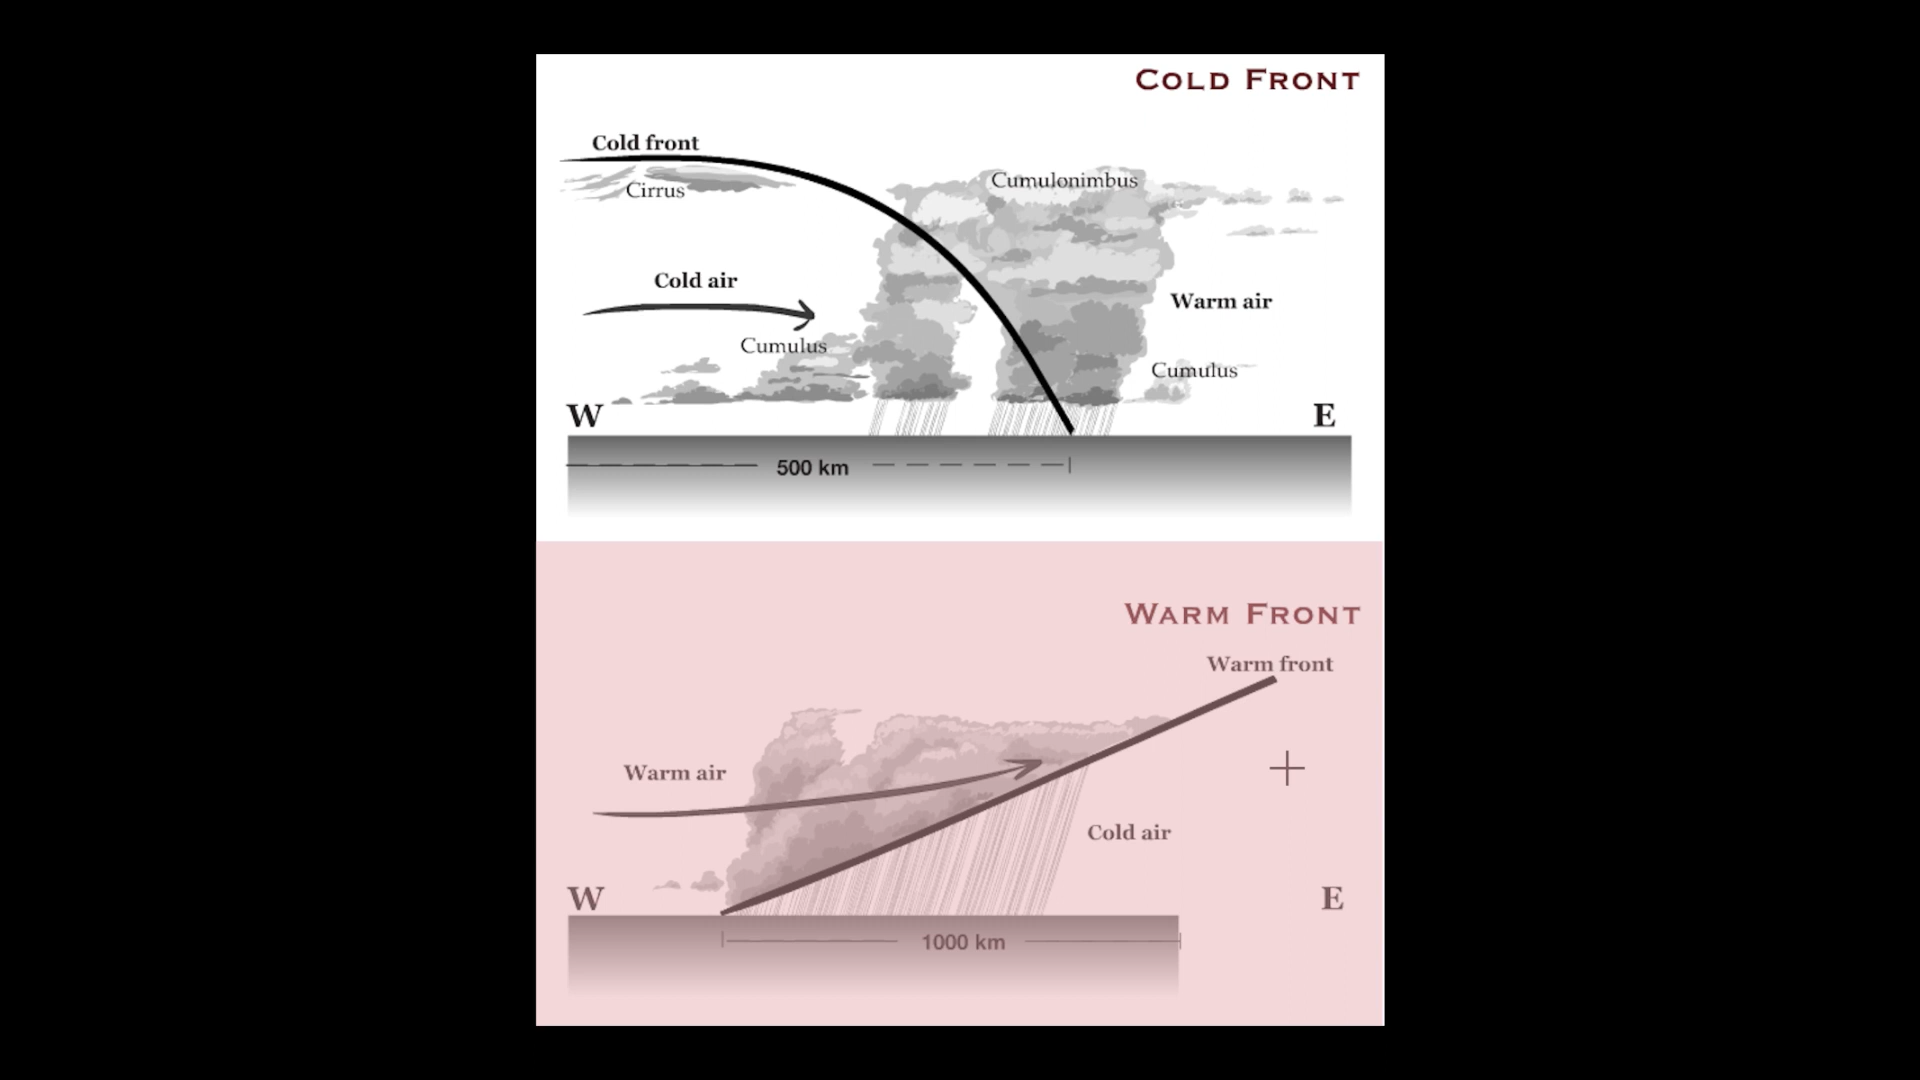 COLD FRONT
Cold front
Cirrus
Cumulonimbus
Cold air
Warm air
Cumulus
Cumulus
W
E
500 km
WARM FRONT
Warm front
Warm air
Cold air
W
E
1000 km